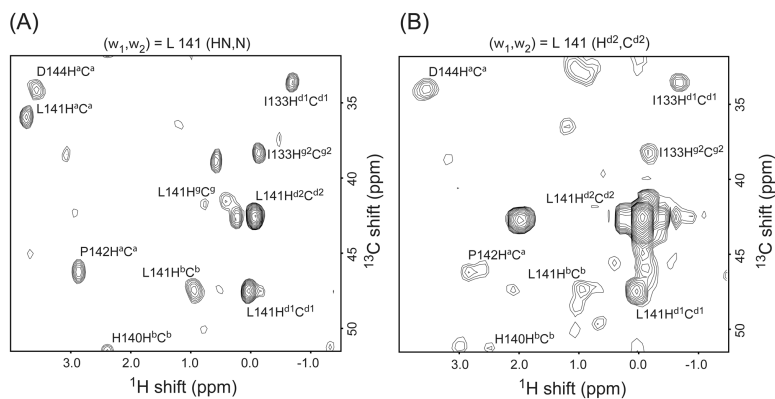 (A)
(w₁,w₂) = L 141 (HN,N)
D144HᵃCᵃ
L141HᵃCᵃ
I133Hᵈ¹Cᵈ¹
I133Hᵍ²Cᵍ²
L141HᵍCᵍ
L141Hᵈ²Cᵈ²
P142HᵃCᵃ
L141HᵇCᵇ
L141Hᵈ¹Cᵈ¹
H140HᵇCᵇ
35
40
45
50
¹³C shift (ppm)
3.0 2.0 1.0 0.0 -1.0
¹H shift (ppm)
(B)
(w₁,w₂) = L 141 (Hᵈ²,Cᵈ²)
D144HᵃCᵃ
I133Hᵈ¹Cᵈ¹
I133Hᵍ²Cᵍ²
L141Hᵈ²Cᵈ²
P142HᵃCᵃ
L141HᵇCᵇ
L141Hᵈ¹Cᵈ¹
H140HᵇCᵇ
35
40
45
50
¹³C shift (ppm)
3.0 2.0 1.0 0.0 -1.0
¹H shift (ppm)